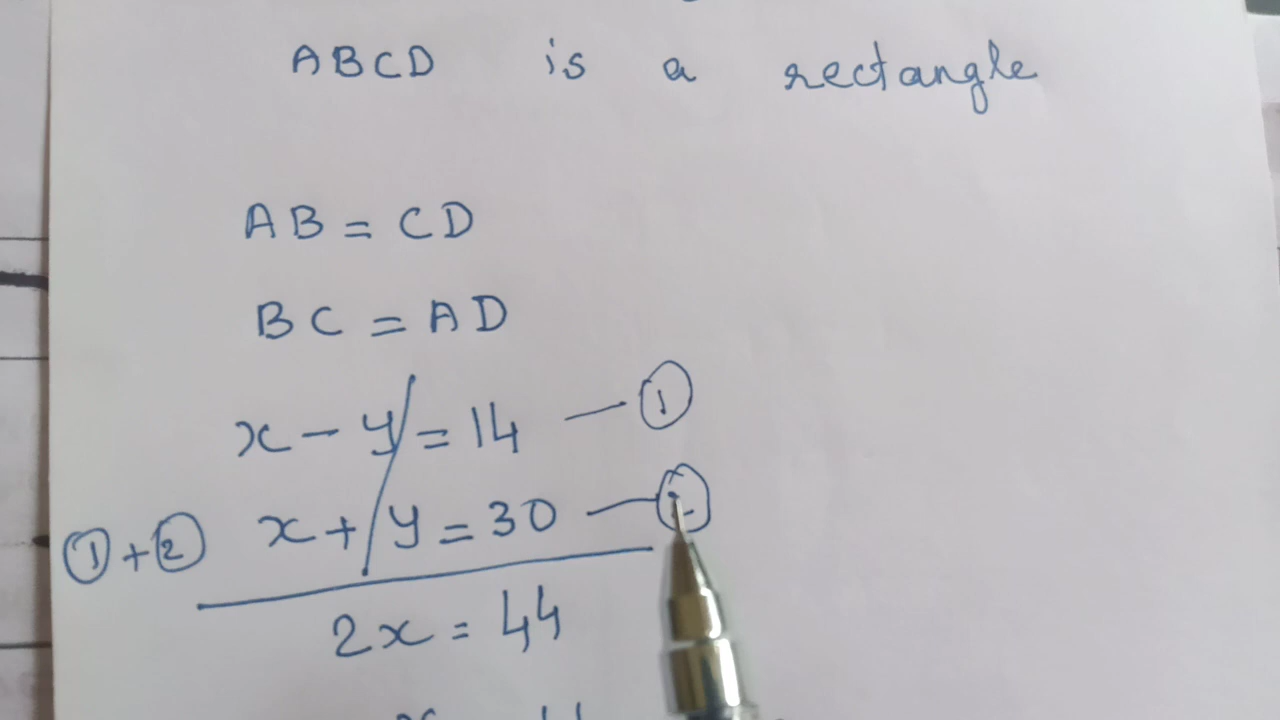 ABCD is a rectangle
AB = CD
BC = AD
x - y = 14 — ①
①+② x + y = 30 — ②
2x = 44